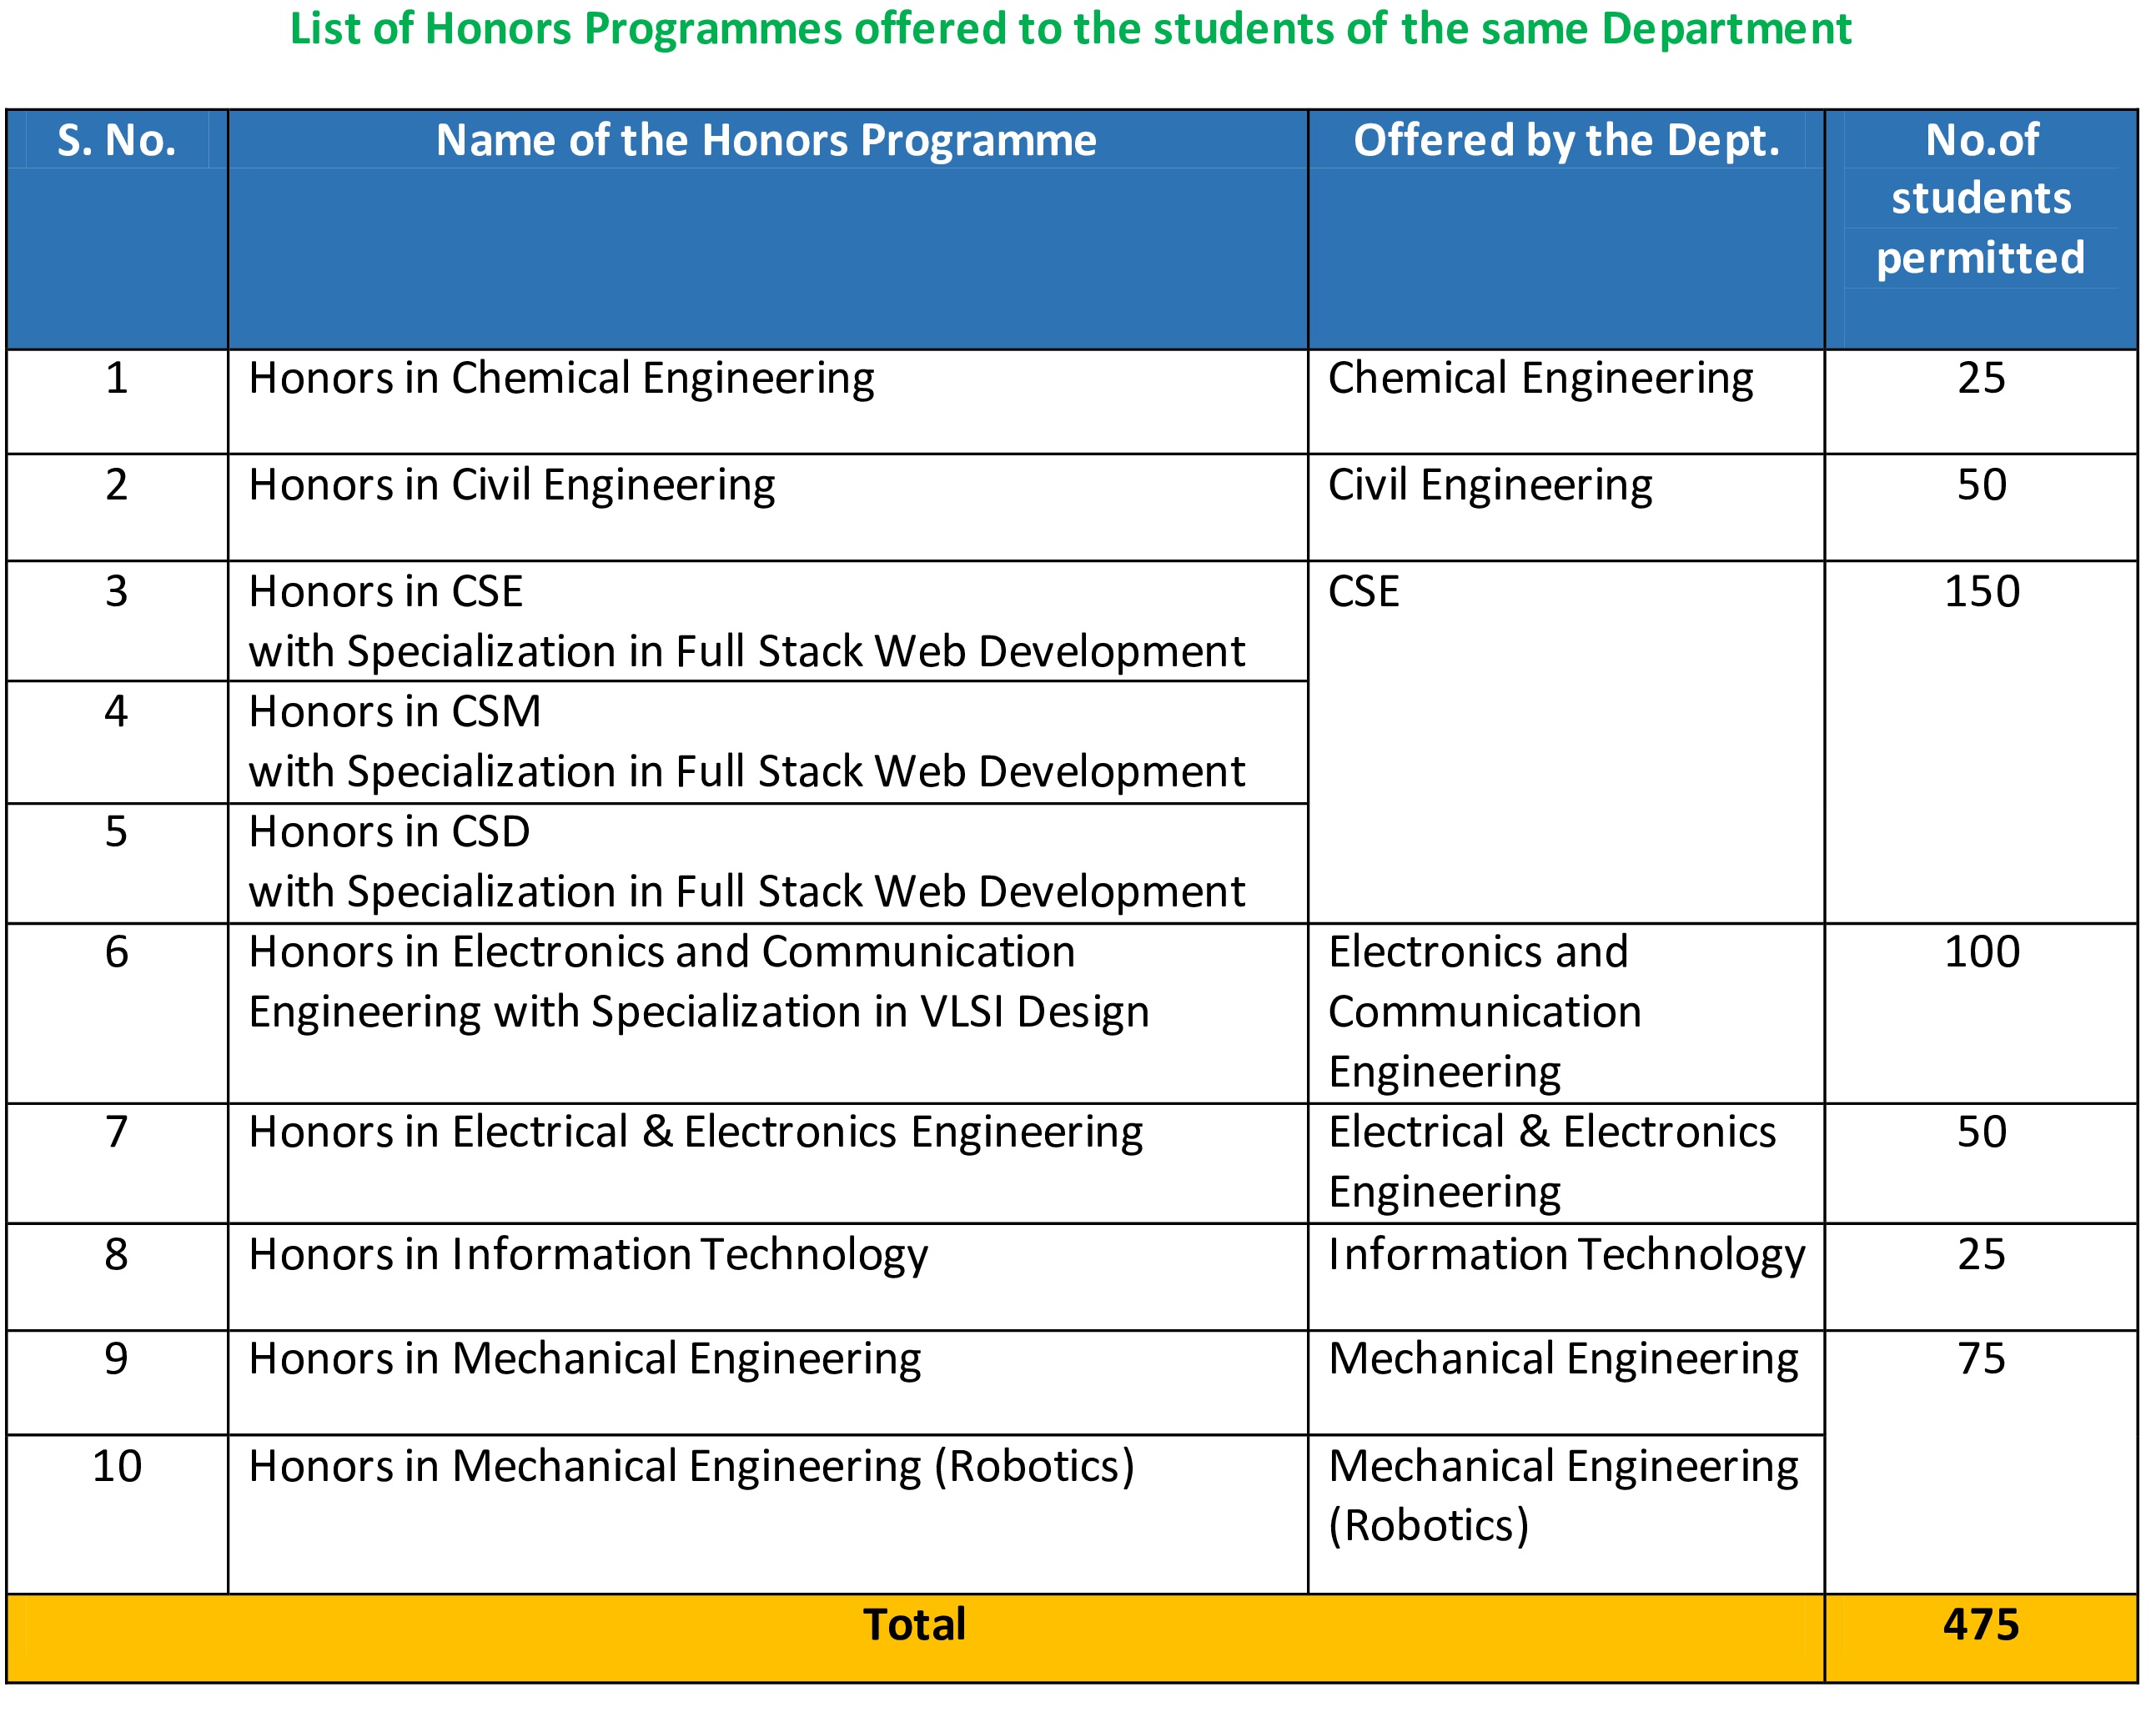 List of Honors Programmes offered to the students of the same Department
S. No. Name of the Honors Programme Offered by the Dept. No.of
students
permitted
1 Honors in Chemical Engineering Chemical Engineering 25
2 Honors in Civil Engineering Civil Engineering 50
3 Honors in CSE CSE 150
with Specialization in Full Stack Web Development
4 Honors in CSM
with Specialization in Full Stack Web Development
5 Honors in CSD
with Specialization in Full Stack Web Development
6 Honors in Electronics and Communication Electronics and 100
Engineering with Specialization in VLSI Design Communication
Engineering
7 Honors in Electrical & Electronics Engineering Electrical & Electronics 50
Engineering
8 Honors in Information Technology Information Technology 25
9 Honors in Mechanical Engineering Mechanical Engineering 75
10 Honors in Mechanical Engineering (Robotics) Mechanical Engineering
(Robotics)
Total 475